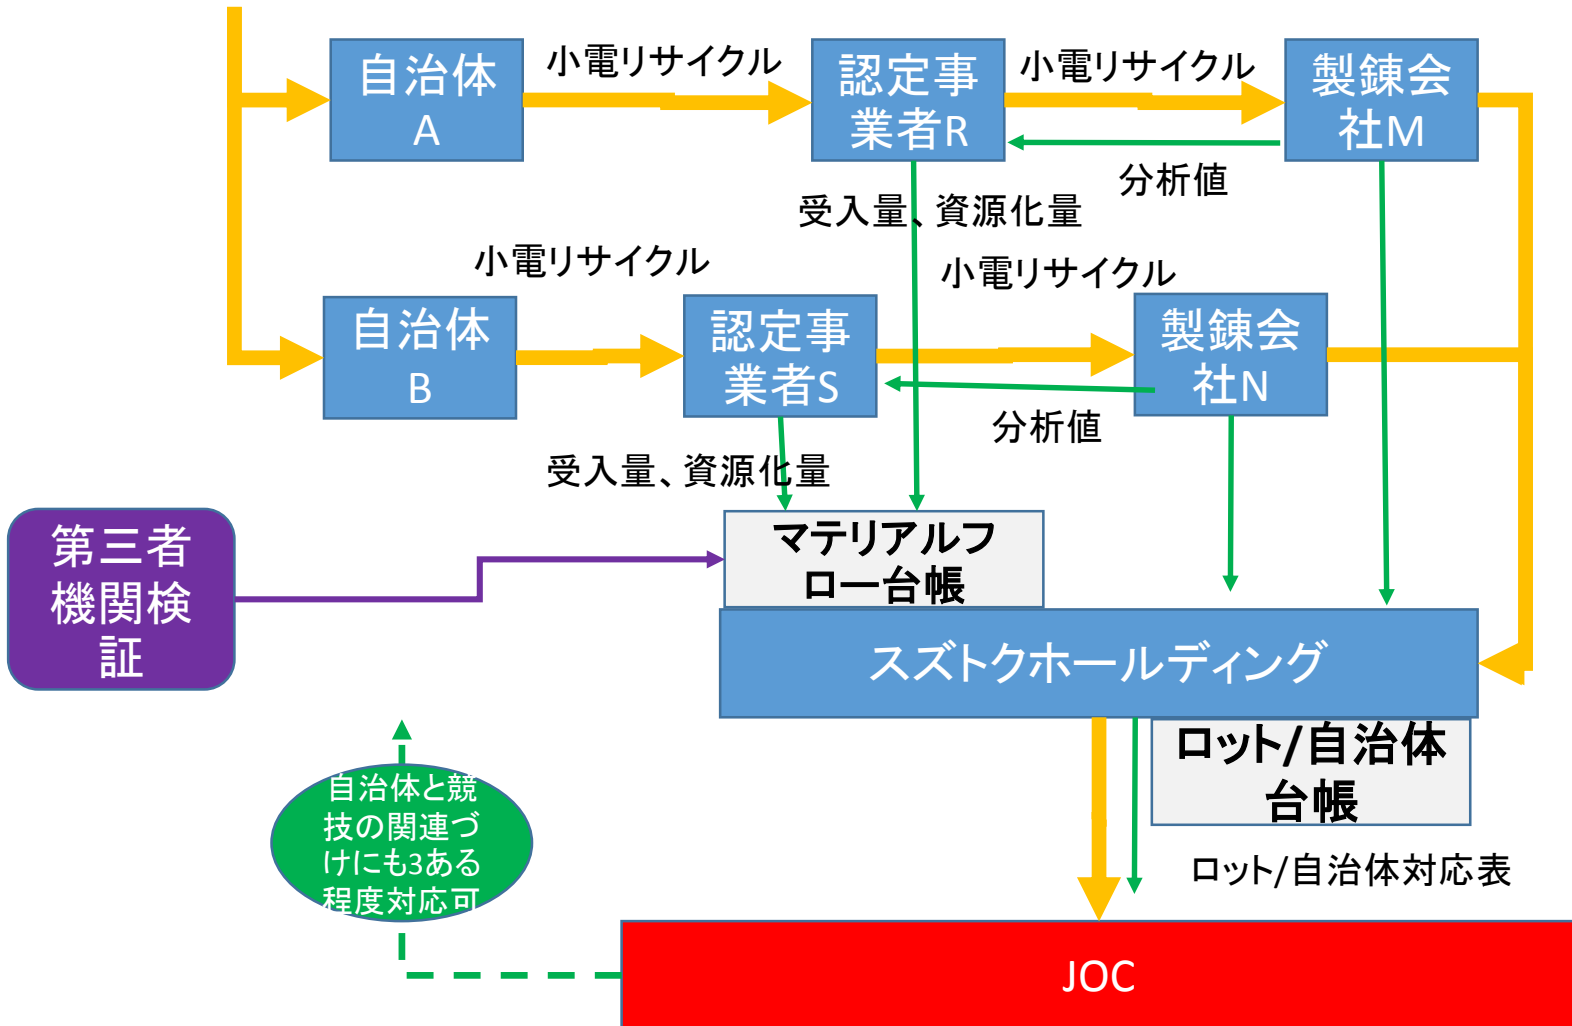 小電リサイクル
小電リサイクル
自治体
A
認定事
業者R
製錬会
社M
分析値
受入量、資源化量
小電リサイクル
小電リサイクル
自治体
B
認定事
業者S
製錬会
社N
分析値
受入量、資源化量
第三者
機関検
証
マテリアルフ
ロー台帳
スズトクホールディング
ロット/自治体
台帳
自治体と競
技の関連づ
けにも3ある
程度対応可
ロット/自治体対応表
JOC